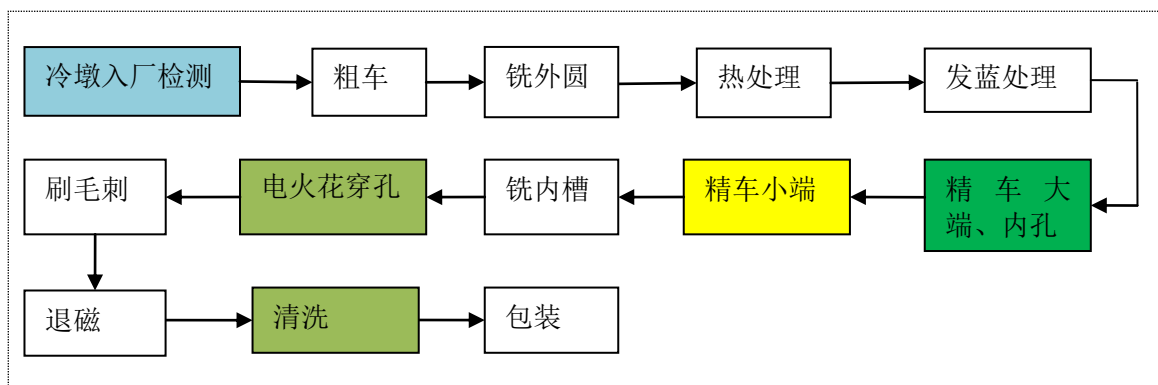 冷墩入厂检测
粗车
铣外圆
热处理
发蓝处理
精车大
端、内孔
精车小端
铣内槽
电火花穿孔
刷毛刺
退磁
清洗
包装